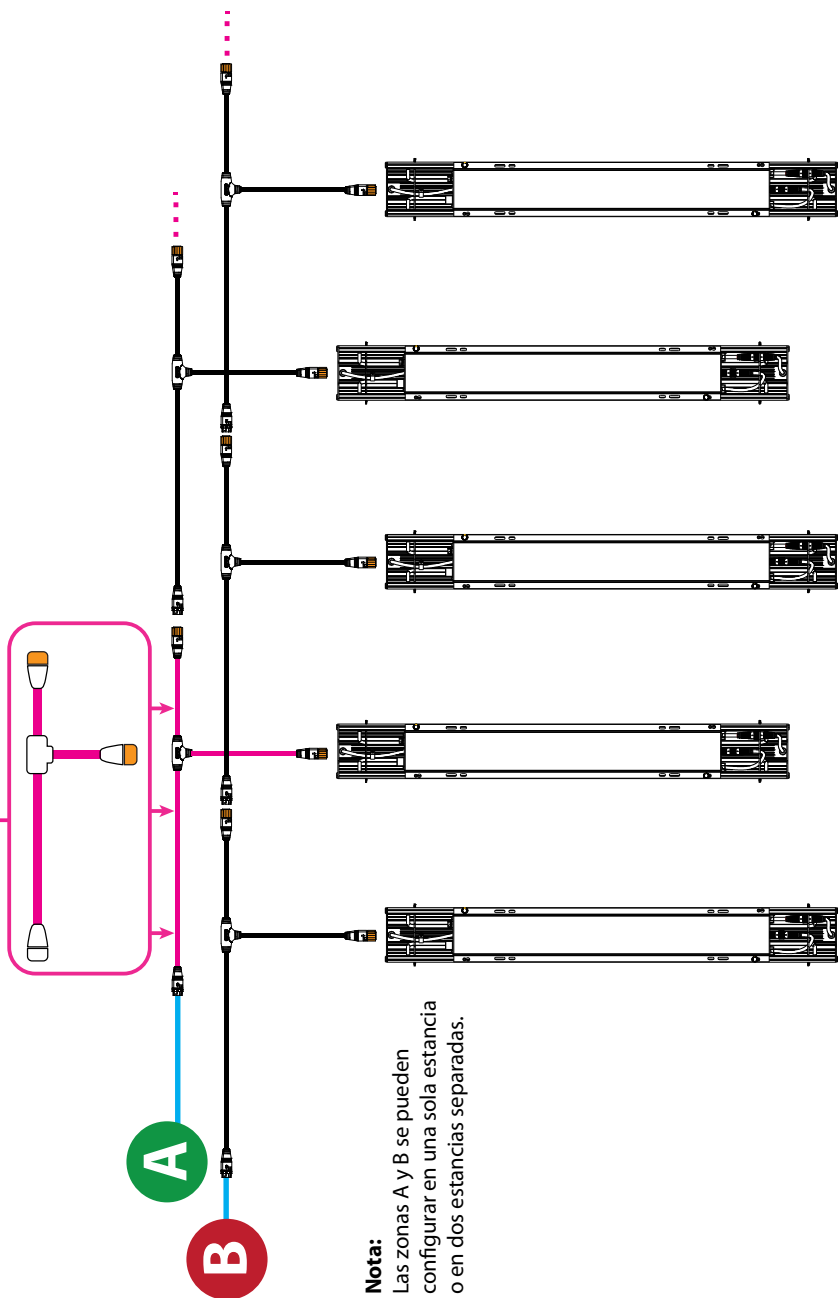 A
B
Nota:
Las zonas A y B se pueden
configurar en una sola estancia
o en dos estancias separadas.